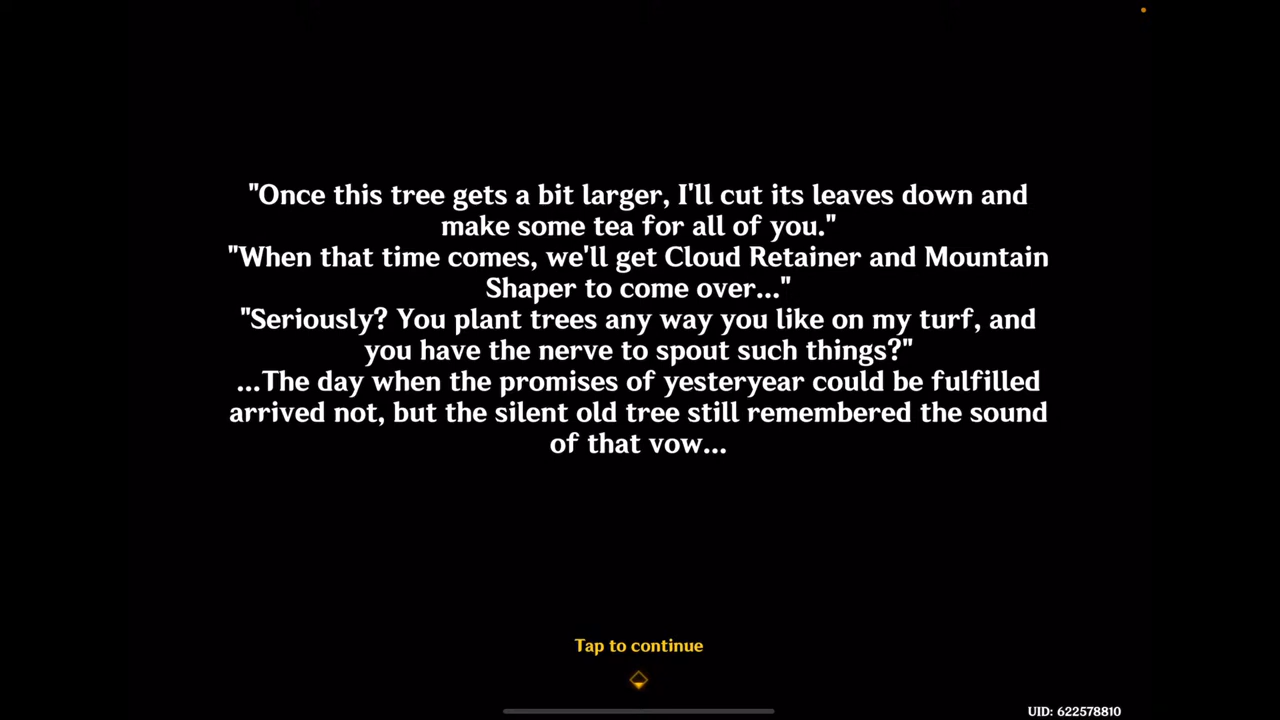 "Once this tree gets a bit larger, I'll cut its leaves down and
make some tea for all of you."
"When that time comes, we'll get Cloud Retainer and Mountain
Shaper to come over..."
"Seriously? You plant trees any way you like on my turf, and
you have the nerve to spout such things?"
...The day when the promises of yesteryear could be fulfilled
arrived not, but the silent old tree still remembered the sound
of that vow...
Tap to continue
UID: 622578810